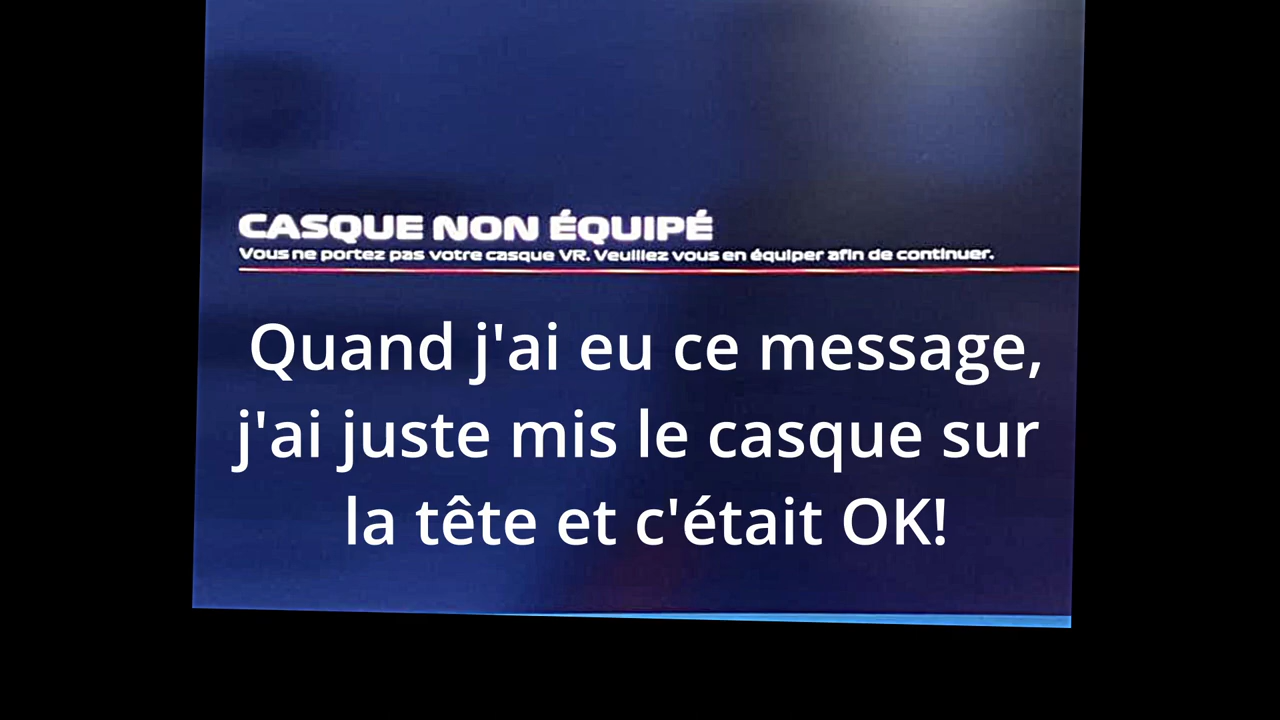 CASQUE NON ÉQUIPÉ
Vous ne portez pas votre casque VR. Veuillez vous en équiper afin de continuer.
Quand j'ai eu ce message,
j'ai juste mis le casque sur
la tête et c'était OK!